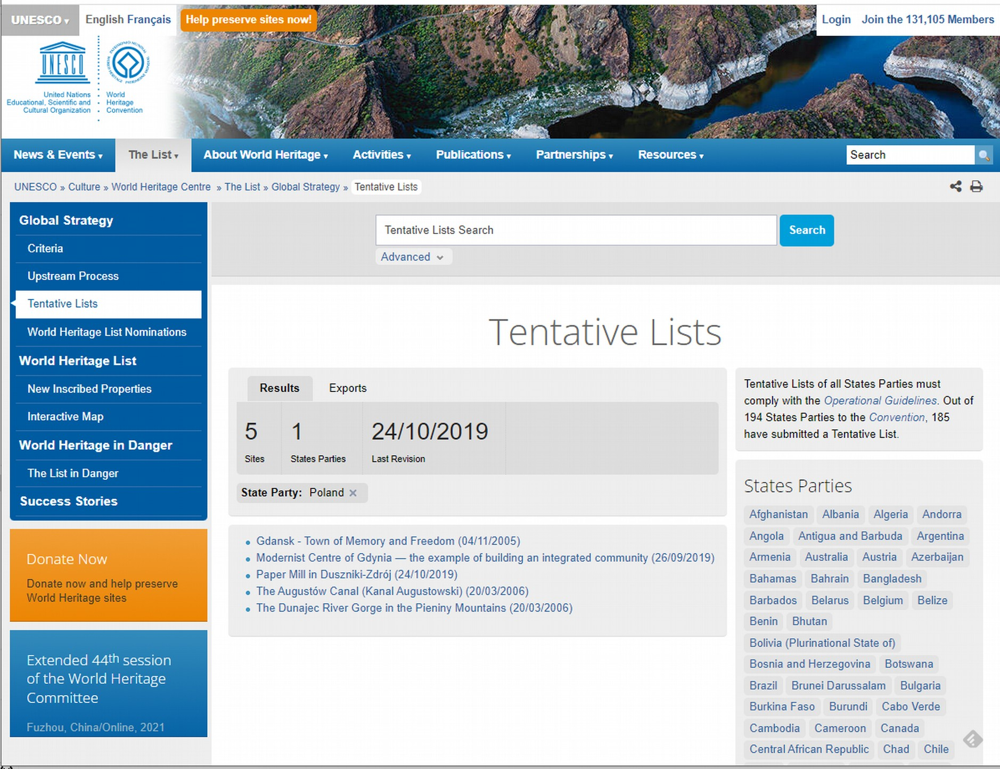 UNESCO ▾
English Français
Help preserve sites now!
Login Join the 131,105 Members
UNESCO
United Nations
Educational, Scientific and
Cultural Organization
World
Heritage
Convention
News & Events ▾ The List ▾ About World Heritage ▾ Activities ▾ Publications ▾ Partnerships ▾ Resources ▾ Search
UNESCO » Culture » World Heritage Centre » The List » Global Strategy » Tentative Lists
Global Strategy
Criteria
Upstream Process
Tentative Lists
World Heritage List Nominations
World Heritage List
New Inscribed Properties
Interactive Map
World Heritage in Danger
The List in Danger
Success Stories
Donate Now
Donate now and help preserve
World Heritage sites
Extended 44th session
of the World Heritage
Committee
Fuzhou, China/Online, 2021
Tentative Lists Search Search
Advanced
Tentative Lists
Results Exports
5 1 24/10/2019
Sites States Parties Last Revision
State Party: Poland ×
• Gdansk - Town of Memory and Freedom (04/11/2005)
• Modernist Centre of Gdynia — the example of building an integrated community (26/09/2019)
• Paper Mill in Duszniki-Zdrój (24/10/2019)
• The Augustów Canal (Kanal Augustowski) (20/03/2006)
• The Dunajec River Gorge in the Pieniny Mountains (20/03/2006)
Tentative Lists of all States Parties must
comply with the Operational Guidelines. Out of
194 States Parties to the Convention, 185
have submitted a Tentative List.
States Parties
Afghanistan Albania Algeria Andorra
Angola Antigua and Barbuda Argentina
Armenia Australia Austria Azerbaijan
Bahamas Bahrain Bangladesh
Barbados Belarus Belgium Belize
Benin Bhutan
Bolivia (Plurinational State of)
Bosnia and Herzegovina Botswana
Brazil Brunei Darussalam Bulgaria
Burkina Faso Burundi Cabo Verde
Cambodia Cameroon Canada
Central African Republic Chad Chile